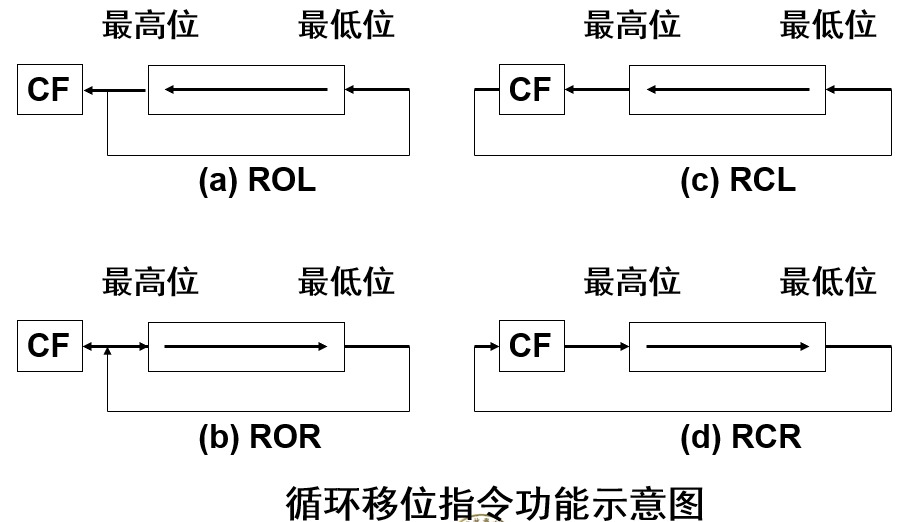 最高位 最低位 最高位 最低位
CF CF
(a) ROL (c) RCL
最高位 最低位 最高位 最低位
CF CF
(b) ROR (d) RCR
循环移位指令功能示意图